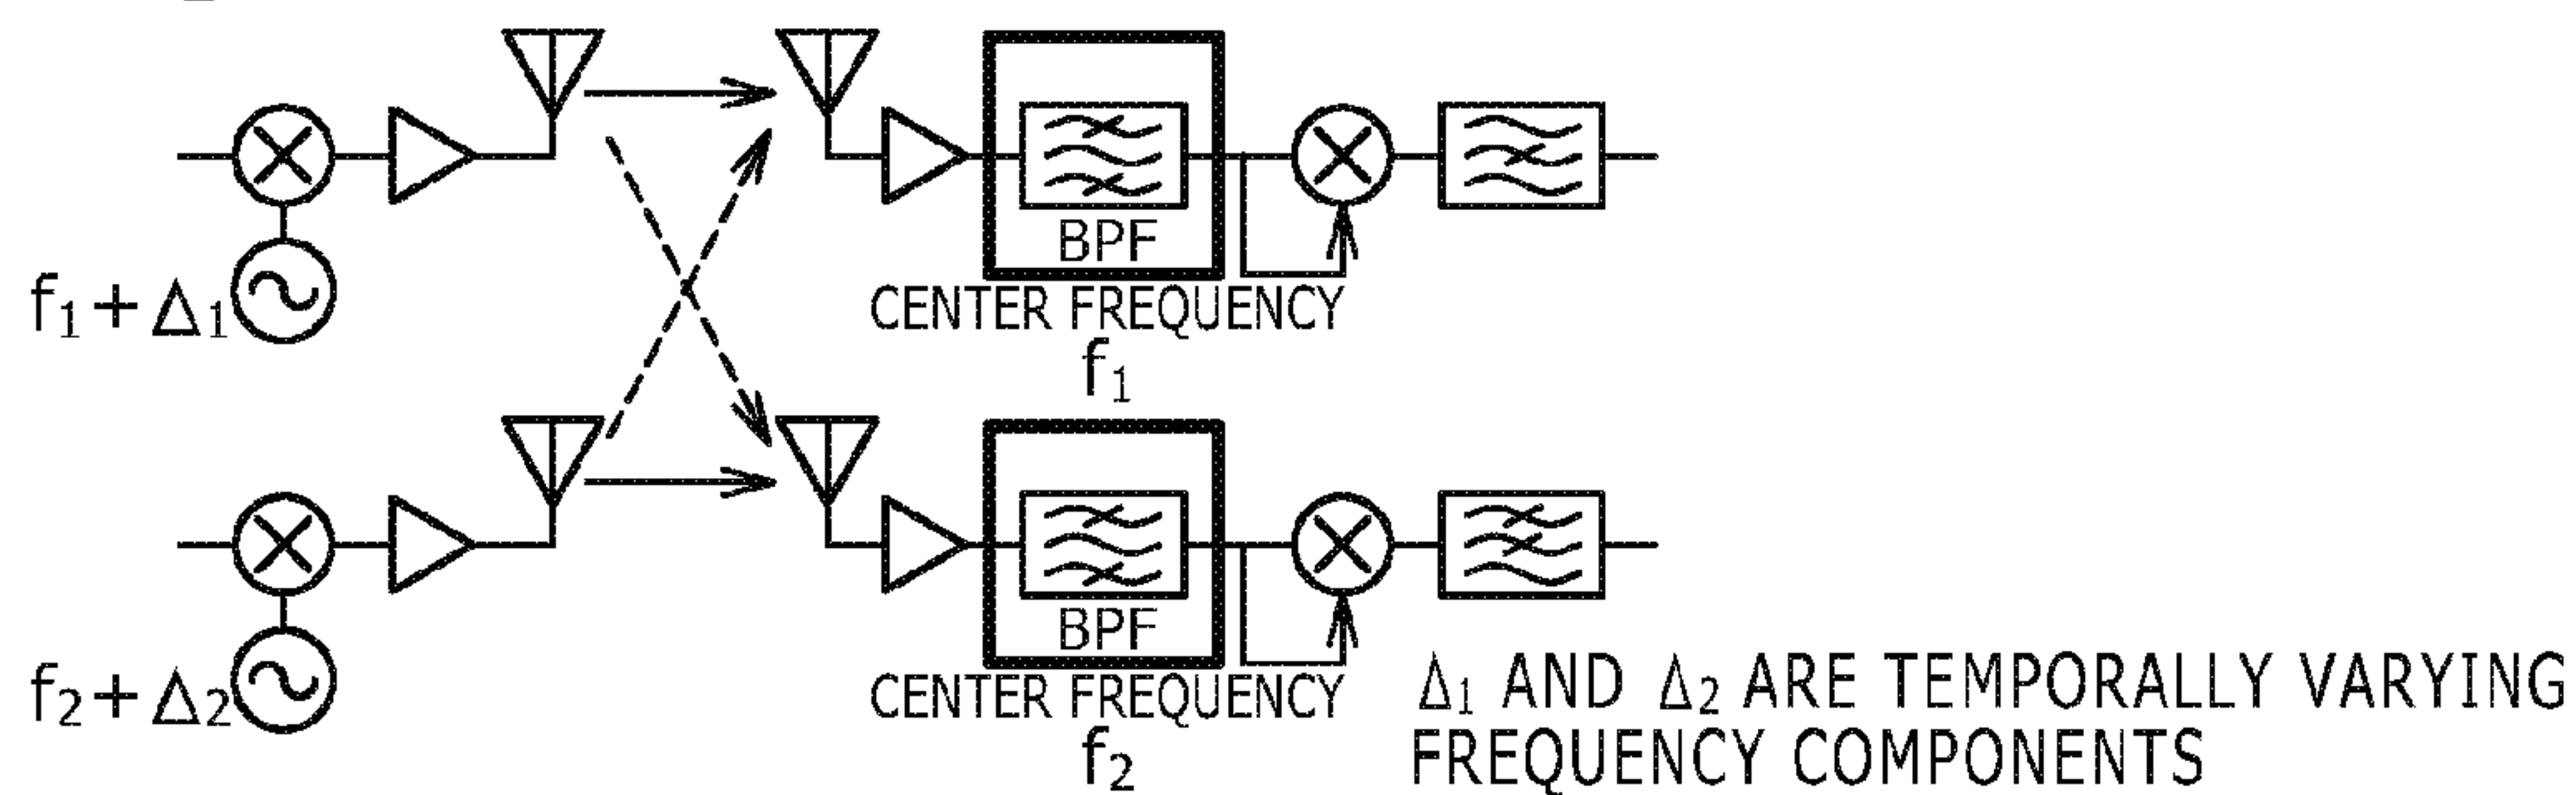 f₁+Δ₁
BPF
CENTER FREQUENCY
f₁
f₂+Δ₂
BPF
CENTER FREQUENCY
f₂
Δ₁ AND Δ₂ ARE TEMPORALLY VARYING
FREQUENCY COMPONENTS